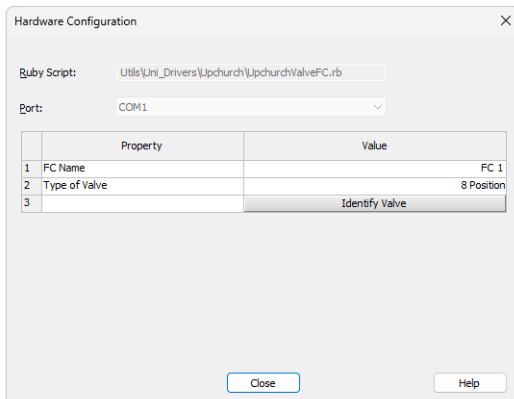 Hardware Configuration
Ruby Script: Utils\Uni_Drivers\Upchurch\UpchurchValveFC.rb
Port: COM1
Property Value
1 FC Name FC 1
2 Type of Valve 8 Position
3 Identify Valve
Close Help